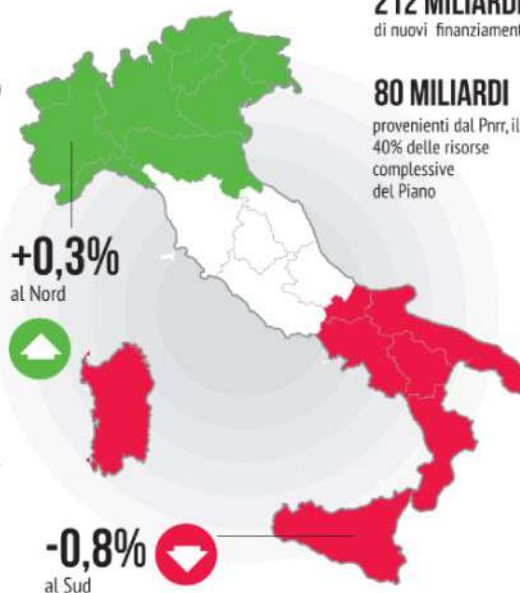 212 MILIARDI
di nuovi finanziament
80 MILIARDI
provenienti dal Pnrr, il
40% delle risorse
complessive
del Piano
+0,3%
al Nord
-0,8%
al Sud